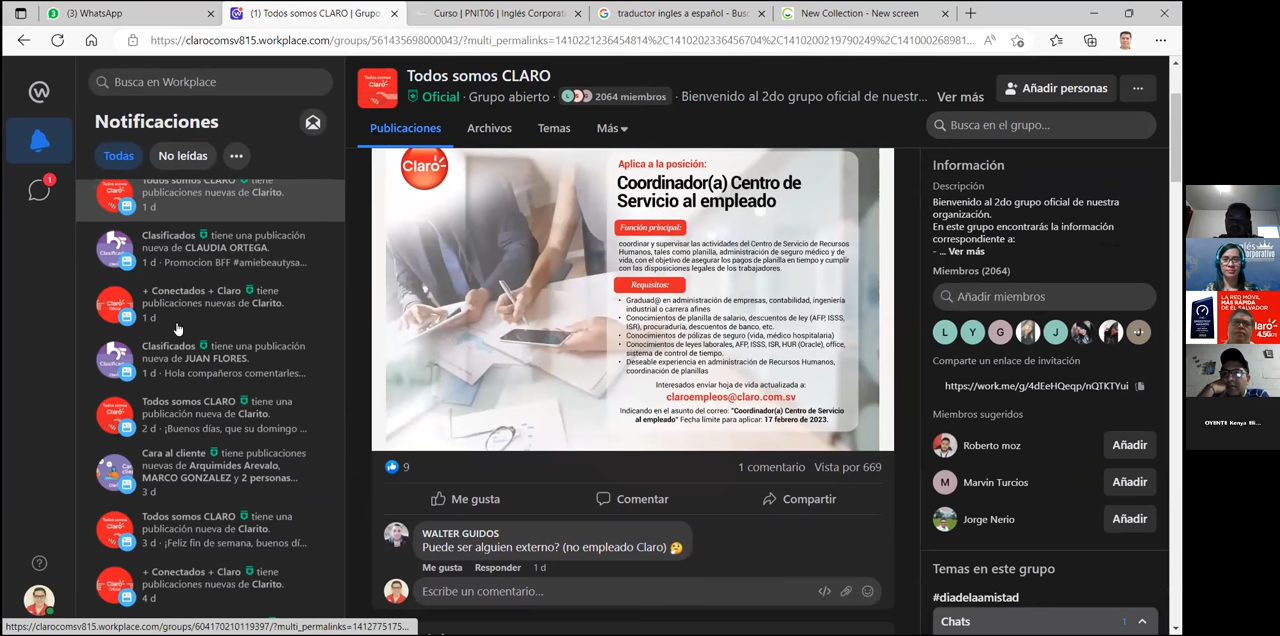 (3) WhatsApp
(1) Todos somos CLARO | Grupo
Curso | PNIT06 | Inglés Corporat
traductor ingles a español - Bus
New Collection - New screen
https://clarocomsv815.workplace.com/groups/561435698000043/?multi_permalinks=1410221236454814%2C1410202336456704%2C1410200219790249%2C141000268981...
Busca en Workplace
Notificaciones
Todas
No leídas
Todos somos CLARO tiene
publicaciones nuevas de Clarito.
1 d
Clasificados tiene una publicación
nueva de CLAUDIA ORTEGA.
1 d · Promocion BFF #amiebeautysa...
+ Conectados + Claro tiene
publicaciones nuevas de Clarito.
1 d
Clasificados tiene una publicación
nueva de JUAN FLORES.
1 d · Hola compañeros comentarles...
Todos somos CLARO tiene una
publicación nueva de Clarito.
2 d · ¡Buenos días, que su domingo ...
Cara al cliente tiene publicaciones
nuevas de Arquimides Arevalo,
MARCO GONZALEZ y 2 personas...
3 d
Todos somos CLARO tiene una
publicación nueva de Clarito.
3 d · ¡Feliz fin de semana, buenos dí...
+ Conectados + Claro tiene
publicaciones nuevas de Clarito.
4 d
https://clarocomsv815.workplace.com/groups/604170210119397/?multi_permalinks=1412775175...
Todos somos CLARO
Oficial · Grupo abierto · 2064 miembros · Bienvenido al 2do grupo oficial de nuestr... Ver más
Añadir personas
Publicaciones
Archivos
Temas
Más
Busca en el grupo...
Claro
Aplica a la posición:
Coordinador(a) Centro de
Servicio al empleado
Función principal:
coordinar y supervisar las actividades del Centro de Servicio de Recursos
Humanos, tales como planilla, administración de seguro médico y de
vida, con el objetivo de asegurar los pagos de planilla en tiempo y cumplir
con las disposiciones legales de los trabajadores.
Requisitos:
• Graduad@ en administración de empresas, contabilidad, ingeniería
industrial o carrera afines
• Conocimientos de planilla de salario, descuentos de ley (AFP, ISSS,
ISR), procuraduría, descuentos de banco, etc.
• Conocimientos de pólizas de seguro (vida, médico hospitalaria)
• Conocimientos de leyes laborales, AFP, ISSS, ISR, HUR (Oracle), office,
sistema de control de tiempo.
• Deseable experiencia en administración de Recursos Humanos,
coordinación de planillas
Interesados enviar hoja de vida actualizada a:
claroempleos@claro.com.sv
Indicando en el asunto del correo: "Coordinador(a) Centro de Servicio
al empleado" Fecha límite para aplicar: 17 febrero de 2023.
9
1 comentario
Vista por 669
Me gusta
Comentar
Compartir
WALTER GUIDOS
Puede ser alguien externo? (no empleado Claro) 🤔
Me gusta Responder 1 d
Escribe un comentario...
Información
Descripción
Bienvenido al 2do grupo oficial de nuestra
organización.
En este grupo encontrarás la información
correspondiente a:
- ... Ver más
Miembros (2064)
Añadir miembros
L Y G J
Comparte un enlace de invitación
https://work.me/g/4dEeHQeqp/nQTKTYui
Miembros sugeridos
Roberto moz
Añadir
Marvin Turcios
Añadir
Jorge Nerio
Añadir
Temas en este grupo
#diadelaamistad
Chats 1
LA RED MÓVIL
MÁS RÁPIDA
DE EL SALVADOR
OYENTE Kenya Eli...